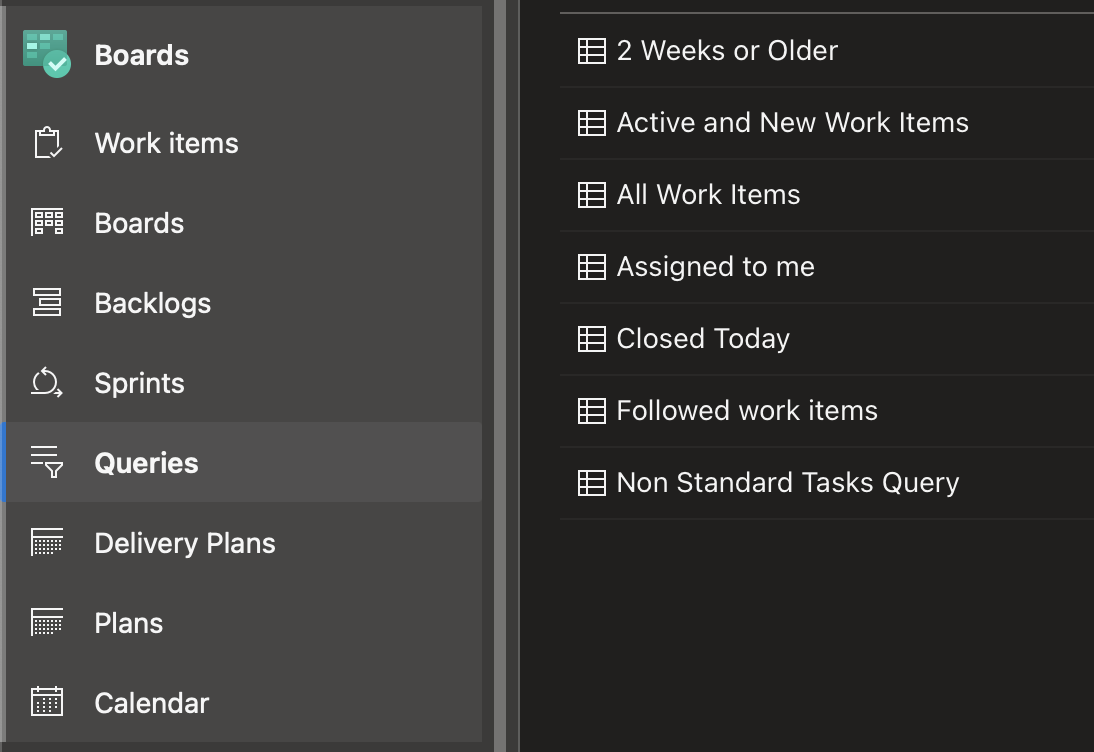 Boards
Work items
Boards
Backlogs
Sprints
Queries
Delivery Plans
Plans
Calendar
2 Weeks or Older
Active and New Work Items
All Work Items
Assigned to me
Closed Today
Followed work items
Non Standard Tasks Query